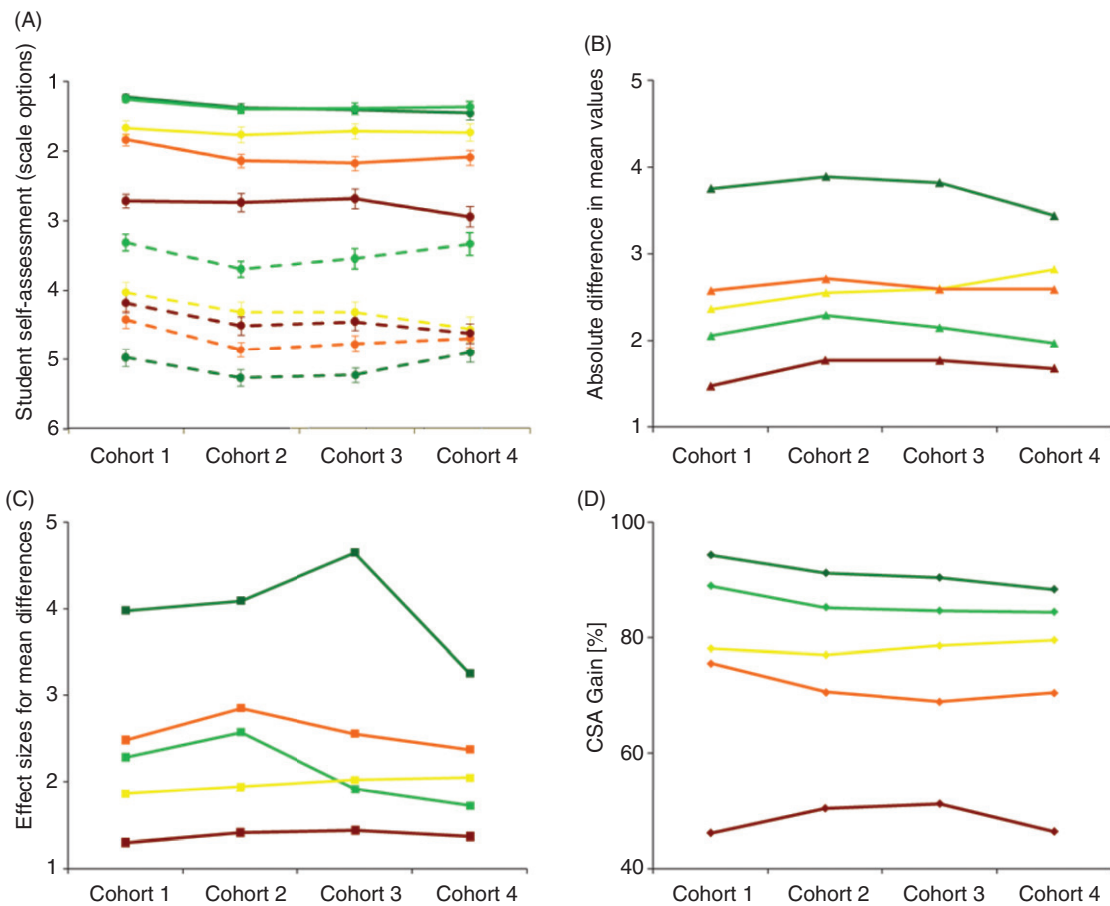 (A)
Student self-assessment (scale options)
1
2
3
4
5
6
Cohort 1 Cohort 2 Cohort 3 Cohort 4
(B)
Absolute difference in mean values
5
4
3
2
1
Cohort 1 Cohort 2 Cohort 3 Cohort 4
(C)
Effect sizes for mean differences
5
4
3
2
1
Cohort 1 Cohort 2 Cohort 3 Cohort 4
(D)
CSA Gain [%]
100
80
60
40
Cohort 1 Cohort 2 Cohort 3 Cohort 4